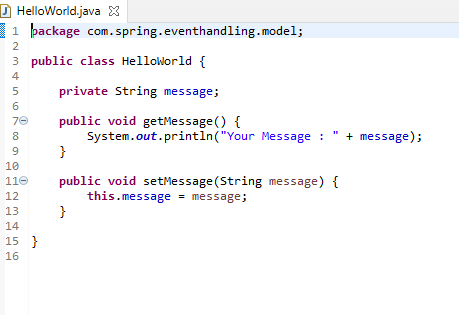 HelloWorld.java
1 package com.spring.eventhandling.model;
2
3 public class HelloWorld {
4
5     private String message;
6
7     public void getMessage() {
8         System.out.println("Your Message : " + message);
9     }
10
11     public void setMessage(String message) {
12         this.message = message;
13     }
14
15 }
16